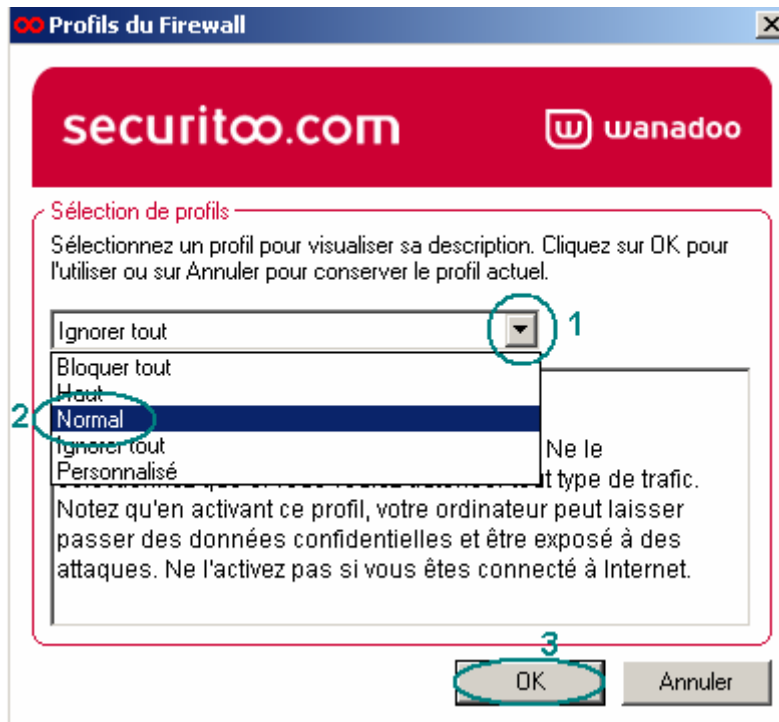 Profils du Firewall
securitoo.com
wanadoo
Sélection de profils
Sélectionnez un profil pour visualiser sa description. Cliquez sur OK pour
l'utiliser ou sur Annuler pour conserver le profil actuel.
Ignorer tout
1
Bloquer tout
Haut
2
Normal
Ignorer tout
Personnalisé
Ne le
type de trafic.
Notez qu'en activant ce profil, votre ordinateur peut laisser
passer des données confidentielles et être exposé à des
attaques. Ne l'activez pas si vous êtes connecté à Internet.
3
OK
Annuler